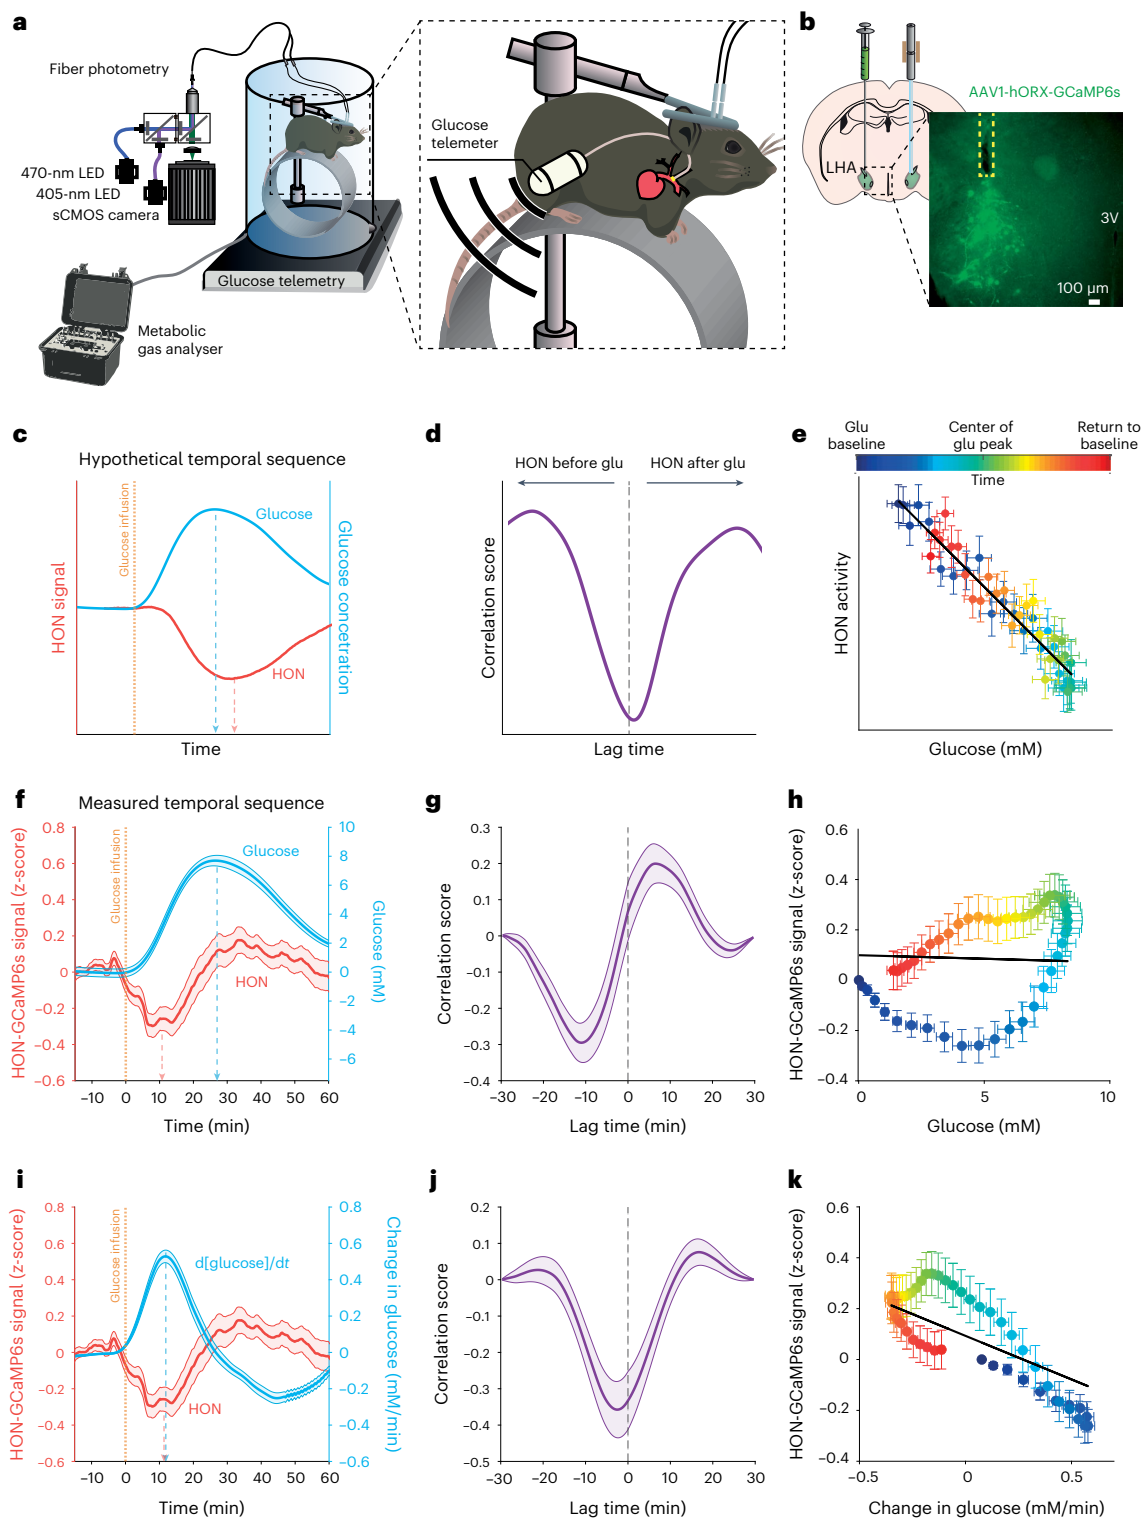 a
Fiber photometry
470-nm LED
405-nm LED
sCMOS camera
Glucose telemetry
Metabolic
gas analyser
Glucose
telemeter
b
AAV1-hORX-GCaMP6s
LHA
3V
100 µm
c
Hypothetical temporal sequence
HON signal
Glucose infusion
Glucose
HON
Glucose concetration
Time
d
HON before glu
HON after glu
Correlation score
Lag time
e
Glu
baseline
Center of
glu peak
Return to
baseline
Time
HON activity
Glucose (mM)
f
Measured temporal sequence
HON-GCaMP6s signal (z-score)
0.8
0.6
0.4
0.2
0
−0.2
−0.4
−0.6
Glucose infusion
Glucose
HON
10
8
6
4
2
0
−2
−4
−6
Glucose (mM)
−10 0 10 20 30 40 50 60
Time (min)
g
Correlation score
0.3
0.2
0.1
0
−0.1
−0.2
−0.3
−0.4
−30 −20 −10 0 10 20 30
Lag time (min)
h
HON-GCaMP6s signal (z-score)
0.6
0.4
0.2
0
−0.2
−0.4
0 5 10
Glucose (mM)
i
HON-GCaMP6s signal (z-score)
0.8
0.6
0.4
0.2
0
−0.2
−0.4
−0.6
Glucose infusion
d[glucose]/dt
HON
0.8
0.6
0.4
0.2
0
−0.2
−0.4
−0.6
Change in glucose (mM/min)
−10 0 10 20 30 40 50 60
Time (min)
j
Correlation score
0.2
0.1
0
−0.1
−0.2
−0.3
−0.4
−0.5
−30 −20 −10 0 10 20 30
Lag time (min)
k
HON-GCaMP6s signal (z-score)
0.6
0.4
0.2
0
−0.2
−0.4
−0.5 0 0.5
Change in glucose (mM/min)